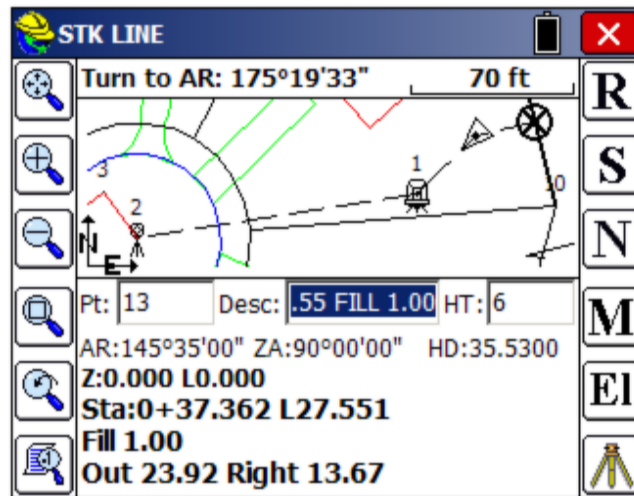 STK LINE
Turn to AR: 175°19'33" 70 ft
R
3
1
S
2
10
N
N
E
Pt: 13 Desc: .55 FILL 1.00 HT: 6
M
AR:145°35'00" ZA:90°00'00" HD:35.5300
Z:0.000 L0.000
El
Sta:0+37.362 L27.551
Fill 1.00
Out 23.92 Right 13.67